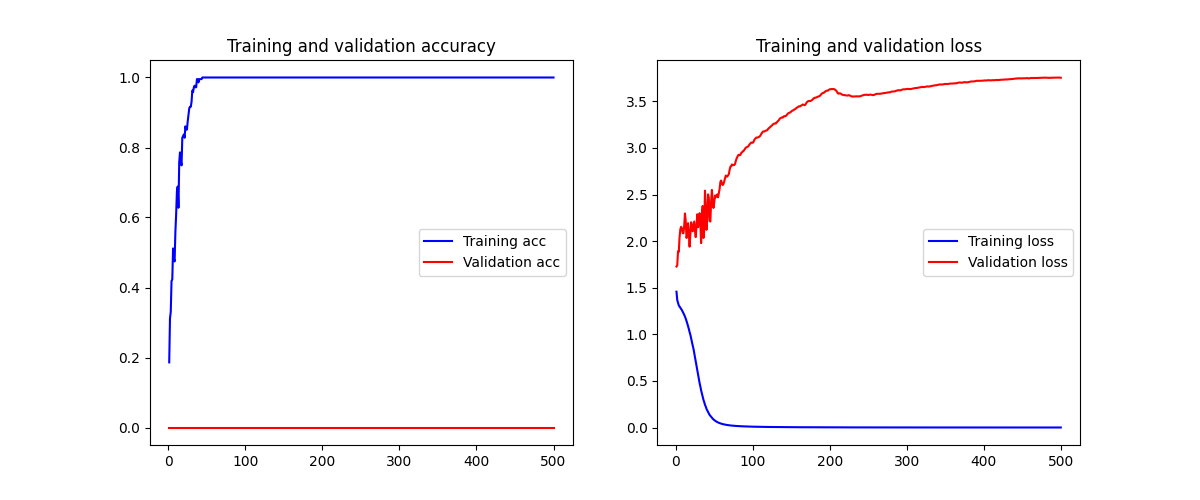 Training and validation accuracy
1.0
0.8
0.6
0.4
0.2
0.0
0 100 200 300 400 500
Training acc
Validation acc
Training and validation loss
3.5
3.0
2.5
2.0
1.5
1.0
0.5
0.0
0 100 200 300 400 500
Training loss
Validation loss